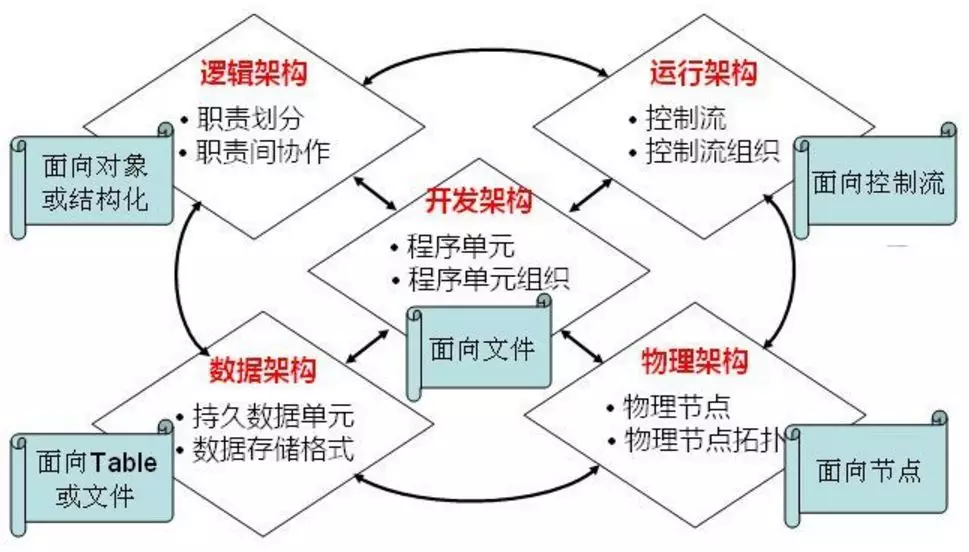 逻辑架构
• 职责划分
• 职责间协作
面向对象
或结构化
运行架构
• 控制流
• 控制流组织
面向控制流
开发架构
• 程序单元
• 程序单元组织
面向文件
数据架构
• 持久数据单元
• 数据存储格式
面向Table
或文件
物理架构
• 物理节点
• 物理节点拓扑
面向节点